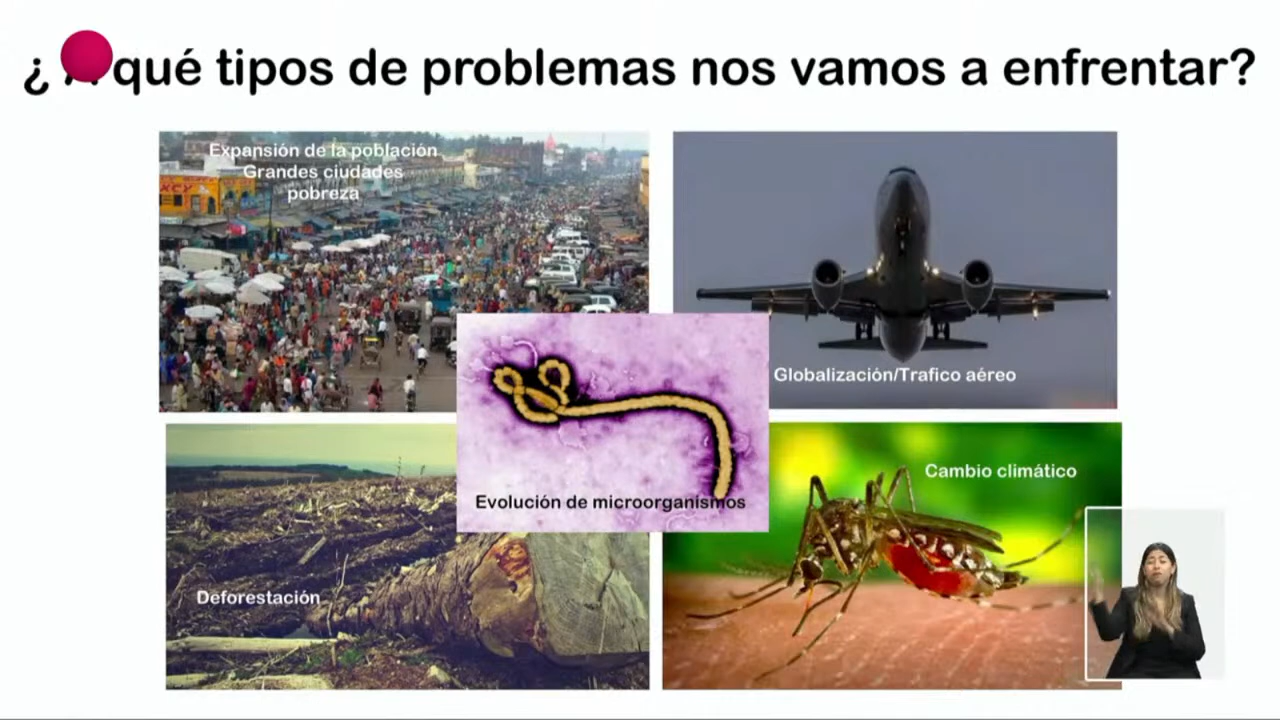 ¿ A qué tipos de problemas nos vamos a enfrentar?
Expansión de la población
Grandes ciudades
pobreza
Globalización/Trafico aéreo
Evolución de microorganismos
Cambio climático
Deforestación